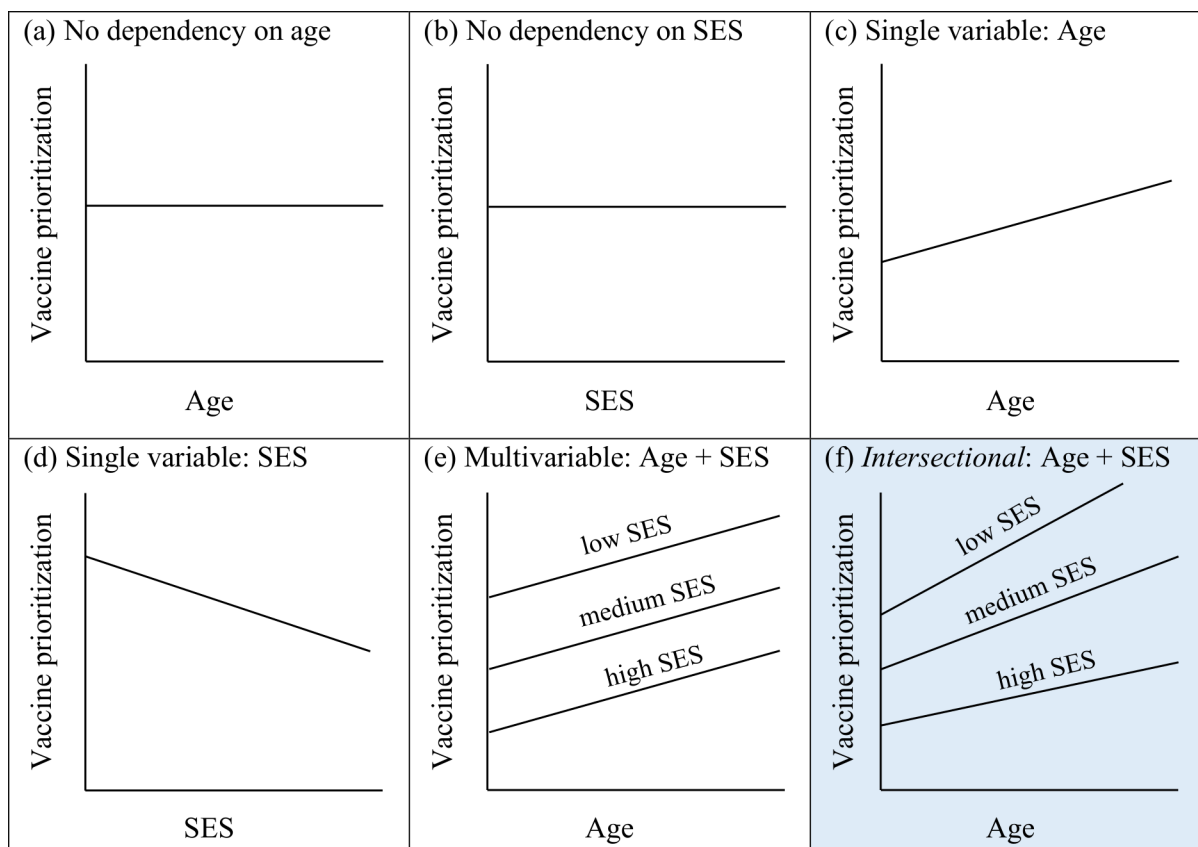 (a) No dependency on age
Vaccine prioritization
Age
(b) No dependency on SES
Vaccine prioritization
SES
(c) Single variable: Age
Vaccine prioritization
Age
(d) Single variable: SES
Vaccine prioritization
SES
(e) Multivariable: Age + SES
Vaccine prioritization
low SES
medium SES
high SES
Age
(f) Intersectional: Age + SES
Vaccine prioritization
low SES
medium SES
high SES
Age